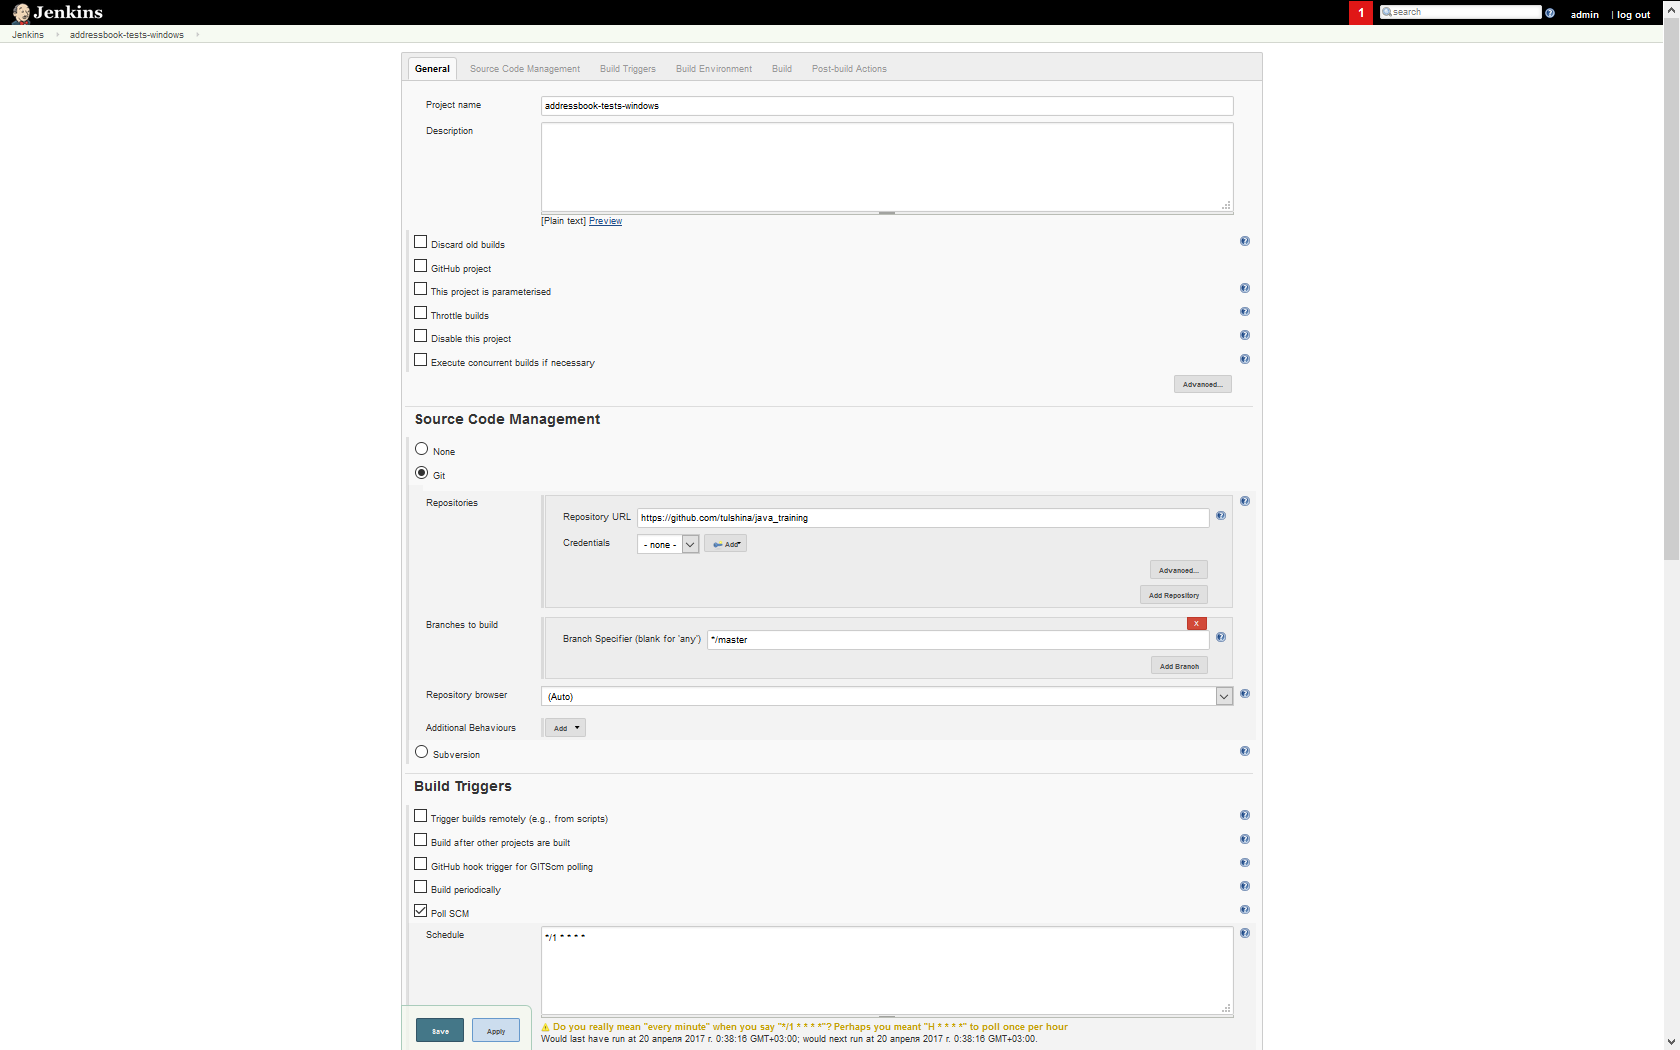 Jenkins
1
search
admin
| log out
Jenkins
addressbook-tests-windows
General
Source Code Management
Build Triggers
Build Environment
Build
Post-build Actions
Project name
addressbook-tests-windows
Description
[Plain text] Preview
Discard old builds
GitHub project
This project is parameterised
Throttle builds
Disable this project
Execute concurrent builds if necessary
Advanced...
Source Code Management
None
Git
Repositories
Repository URL
https://github.com/tulshina/java_training
Credentials
- none -
Add
Advanced...
Add Repository
Branches to build
X
Branch Specifier (blank for 'any')
*/master
Add Branch
Repository browser
(Auto)
Additional Behaviours
Add
Subversion
Build Triggers
Trigger builds remotely (e.g., from scripts)
Build after other projects are built
GitHub hook trigger for GITScm polling
Build periodically
Poll SCM
Schedule
*/1 * * * *
Save
Apply
Do you really mean "every minute" when you say "*/1 * * * *"? Perhaps you meant "H * * * *" to poll once per hour
Would last have run at 20 апреля 2017 г. 0:38:16 GMT+03:00; would next run at 20 апреля 2017 г. 0:38:16 GMT+03:00.